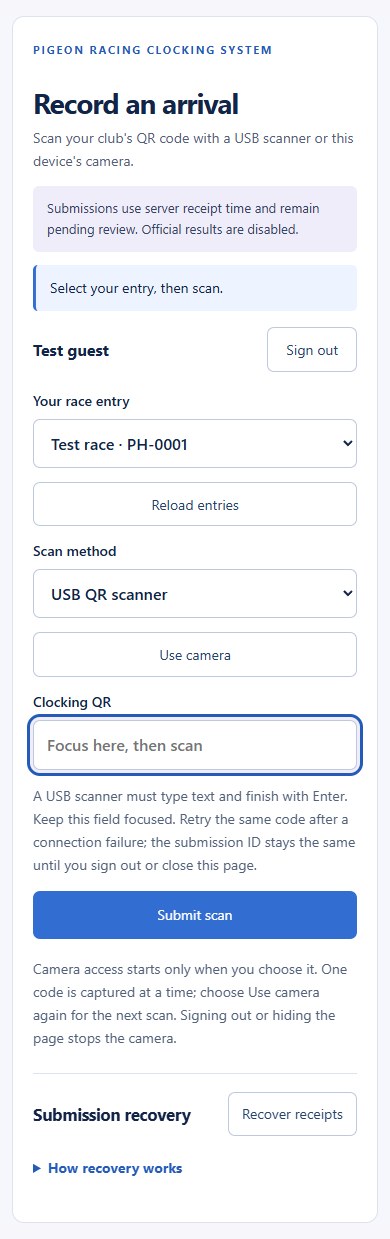 PIGEON RACING CLOCKING SYSTEM
Record an arrival
Scan your club's QR code with a USB scanner or this
device's camera.
Submissions use server receipt time and remain
pending review. Official results are disabled.
Select your entry, then scan.
Test guest
Sign out
Your race entry
Test race · PH-0001
Reload entries
Scan method
USB QR scanner
Use camera
Clocking QR
Focus here, then scan
A USB scanner must type text and finish with Enter.
Keep this field focused. Retry the same code after a
connection failure; the submission ID stays the same
until you sign out or close this page.
Submit scan
Camera access starts only when you choose it. One
code is captured at a time; choose Use camera
again for the next scan. Signing out or hiding the
page stops the camera.
Submission recovery
Recover receipts
How recovery works